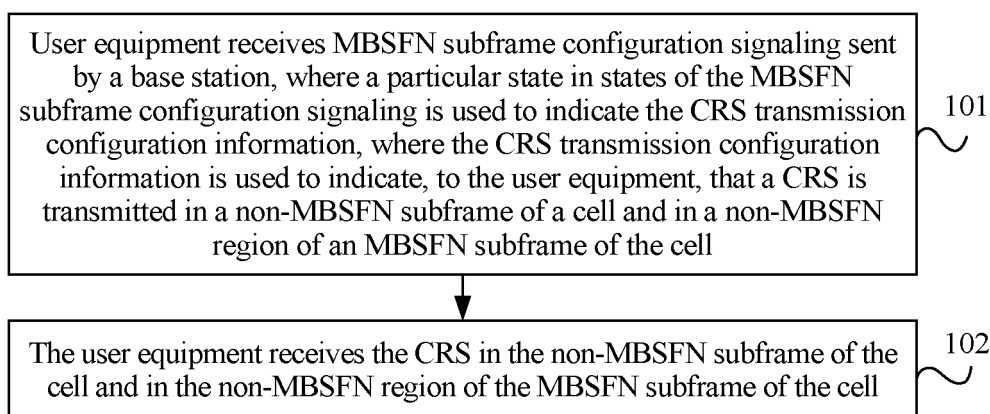 User equipment receives MBSFN subframe configuration signaling sent
by a base station, where a particular state in states of the MBSFN
subframe configuration signaling is used to indicate the CRS transmission
configuration information, where the CRS transmission configuration
information is used to indicate, to the user equipment, that a CRS is
transmitted in a non-MBSFN subframe of a cell and in a non-MBSFN
region of an MBSFN subframe of the cell
101
The user equipment receives the CRS in the non-MBSFN subframe of the
cell and in the non-MBSFN region of the MBSFN subframe of the cell
102